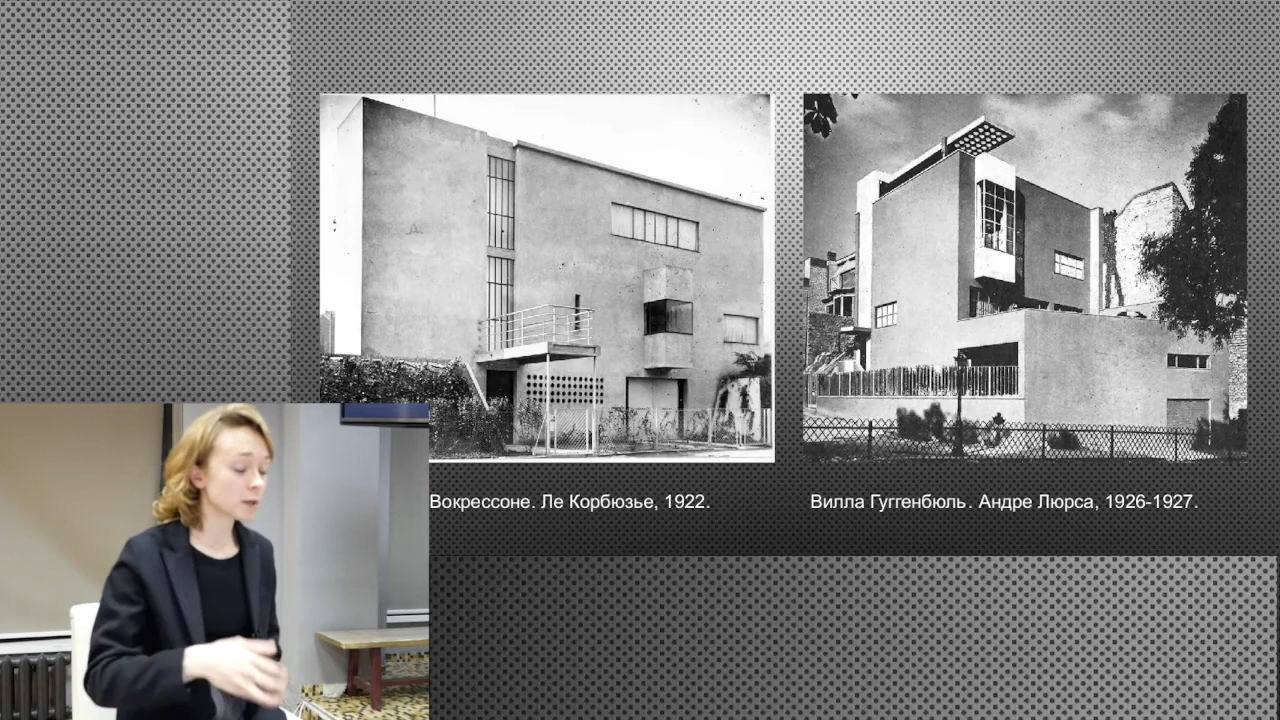 Вокрессоне. Ле Корбюзье, 1922.
Вилла Гуггенбюль. Андре Люрса, 1926-1927.